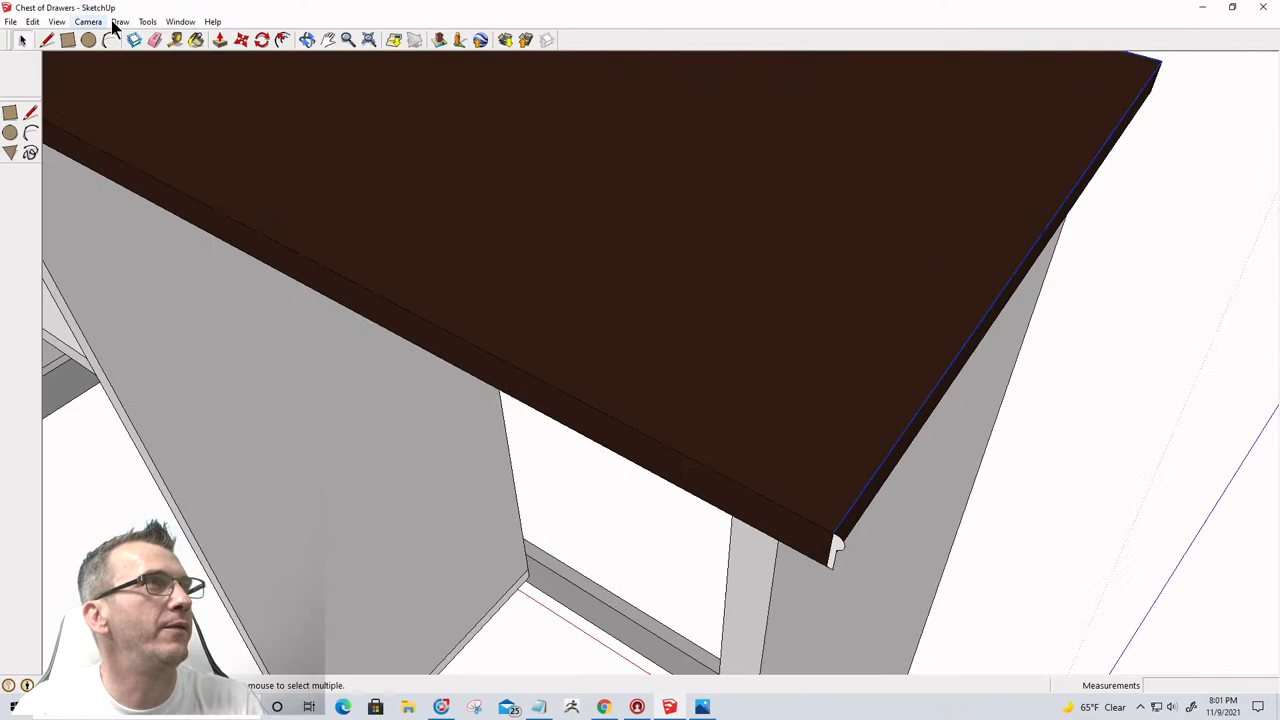 Chest of Drawers - SketchUp
File Edit View Camera Draw Tools Window Help
mouse to select multiple.
Measurements
25
65°F Clear
8:01 PM
11/9/2021